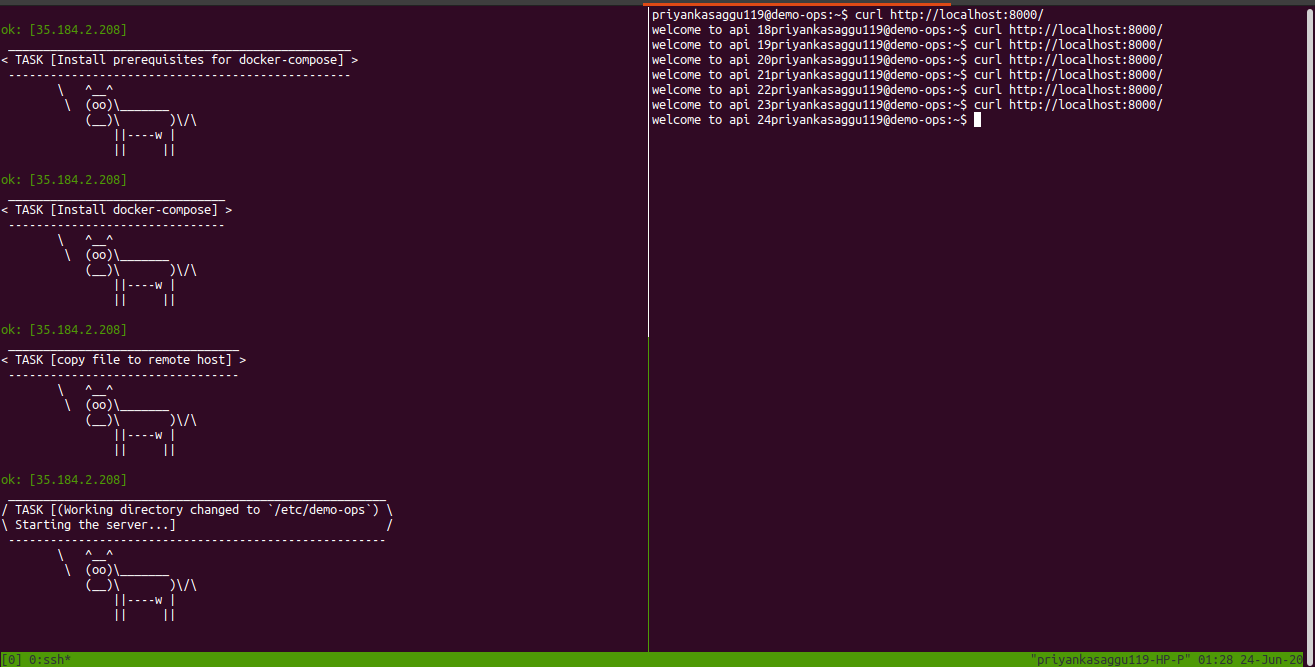 ok: [35.184.2.208]
 _________________________________________________
< TASK [Install prerequisites for docker-compose] >
 -------------------------------------------------
        \   ^__^
         \  (oo)\_______
            (__)\       )\/\
                ||----w |
                ||     ||
ok: [35.184.2.208]
 _______________________________
< TASK [Install docker-compose] >
 -------------------------------
        \   ^__^
         \  (oo)\_______
            (__)\       )\/\
                ||----w |
                ||     ||
ok: [35.184.2.208]
 _________________________________
< TASK [copy file to remote host] >
 ---------------------------------
        \   ^__^
         \  (oo)\_______
            (__)\       )\/\
                ||----w |
                ||     ||
ok: [35.184.2.208]
 ______________________________________________________
/ TASK [(Working directory changed to `/etc/demo-ops`) \
\ Starting the server...]                              /
 ------------------------------------------------------
        \   ^__^
         \  (oo)\_______
            (__)\       )\/\
                ||----w |
                ||     ||
priyankasaggu119@demo-ops:~$ curl http://localhost:8000/
welcome to api 18priyankasaggu119@demo-ops:~$ curl http://localhost:8000/
welcome to api 19priyankasaggu119@demo-ops:~$ curl http://localhost:8000/
welcome to api 20priyankasaggu119@demo-ops:~$ curl http://localhost:8000/
welcome to api 21priyankasaggu119@demo-ops:~$ curl http://localhost:8000/
welcome to api 22priyankasaggu119@demo-ops:~$ curl http://localhost:8000/
welcome to api 23priyankasaggu119@demo-ops:~$ curl http://localhost:8000/
welcome to api 24priyankasaggu119@demo-ops:~$
[0] 0:ssh* "priyankasaggu119-HP-P" 01:28 24-Jun-20